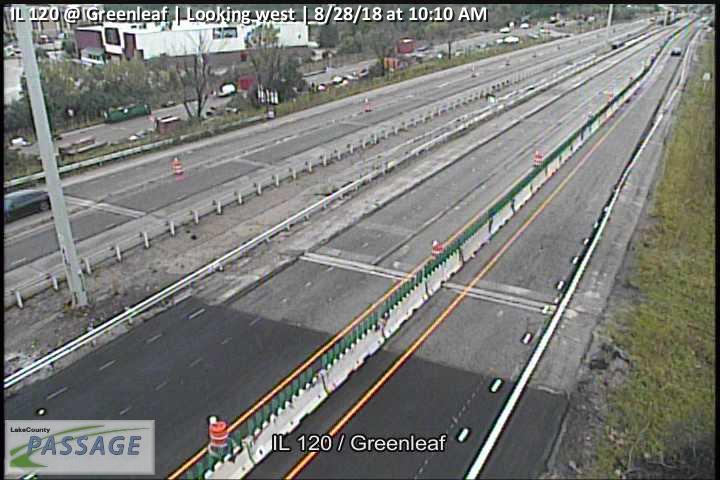 IL 120 @ Greenleaf | Looking west | 8/28/18 at 10:10 AM
LakeCounty
PASSAGE
IL 120 / Greenleaf